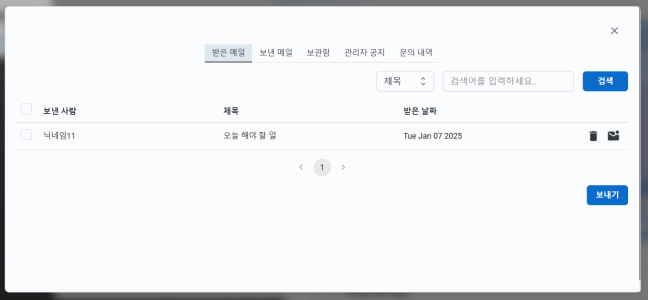 받은 메일 보낸 메일 보관함 관리자 공지 문의 내역
제목 검색어를 입력하세요.. 검색
보낸 사람 제목 받은 날짜
닉네임11 오늘 해야 할 일 Tue Jan 07 2025
1
보내기